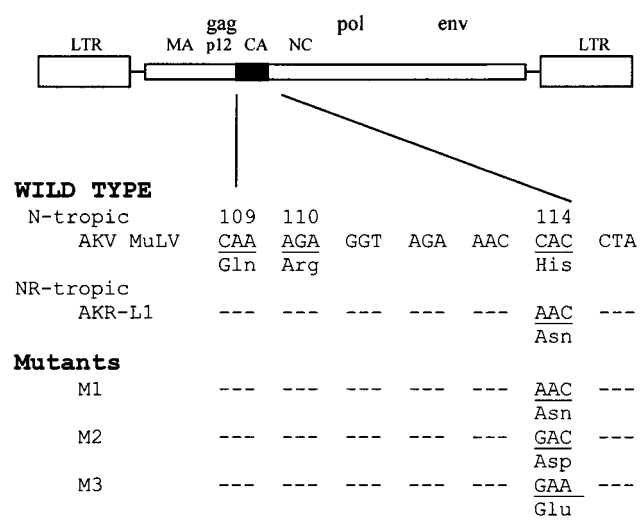 gag pol env
LTR MA p12 CA NC LTR
WILD TYPE
N-tropic 109 110 114
AKV MuLV CAA AGA GGT AGA AAC CAC CTA
Gln Arg His
NR-tropic
AKR-L1 --- --- --- --- --- AAC ---
Asn
Mutants
M1 --- --- --- --- --- AAC ---
Asn
M2 --- --- --- --- --- GAC ---
Asp
M3 --- --- --- --- --- GAA ---
Glu